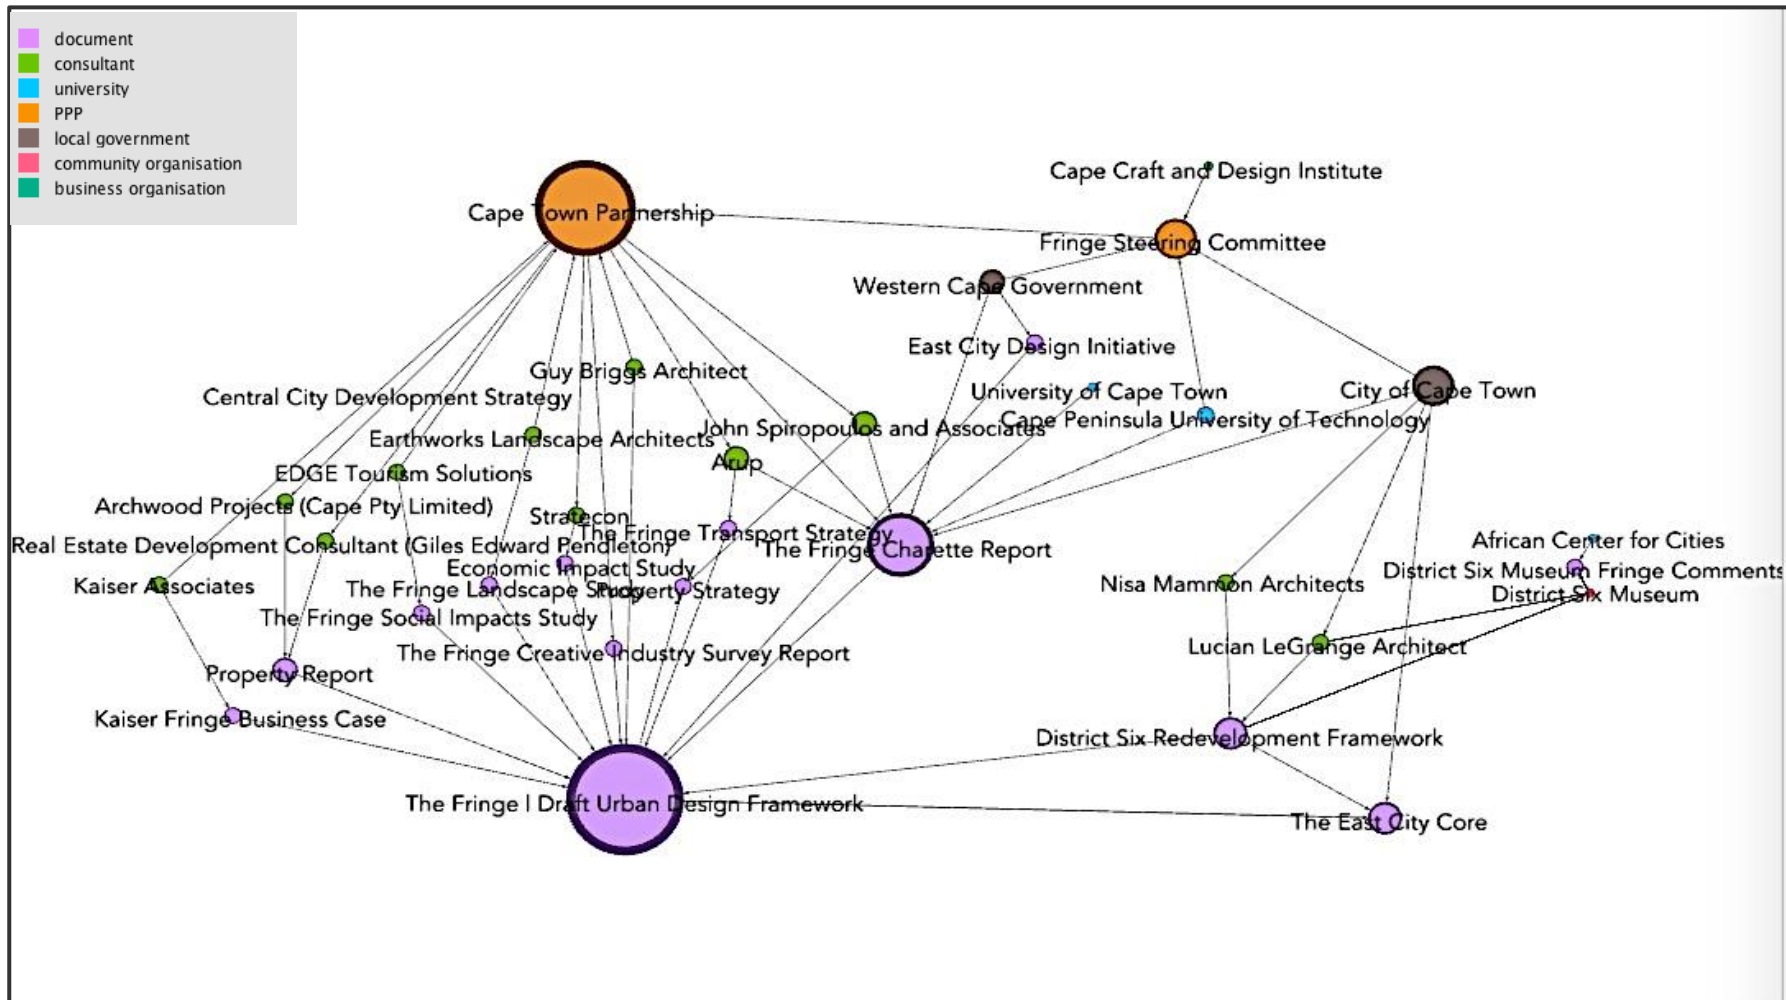 document
consultant
university
PPP
local government
community organisation
business organisation
Cape Craft and Design Institute
Cape Town Partnership
Fringe Steering Committee
Western Cape Government
East City Design Initiative
Guy Briggs Architect
University of Cape Town
City of Cape Town
Central City Development Strategy
Cape Peninsula University of Technology
John Spiropoulos and Associates
Earthworks Landscape Architects
Arup
EDGE Tourism Solutions
Archwood Projects (Cape Pty Limited)
Stratecon
The Fringe Transport Strategy
African Center for Cities
Real Estate Development Consultant (Giles Edward Pendleton)
The Fringe Charette Report
Economic Impact Study
District Six Museum Fringe Comments
Kaiser Associates
Nisa Mammon Architects
The Fringe Landscape Study
Property Strategy
District Six Museum
The Fringe Social Impacts Study
Lucian LeGrange Architect
The Fringe Creative Industry Survey Report
Property Report
Kaiser Fringe Business Case
District Six Redevelopment Framework
The Fringe | Draft Urban Design Framework
The East City Core